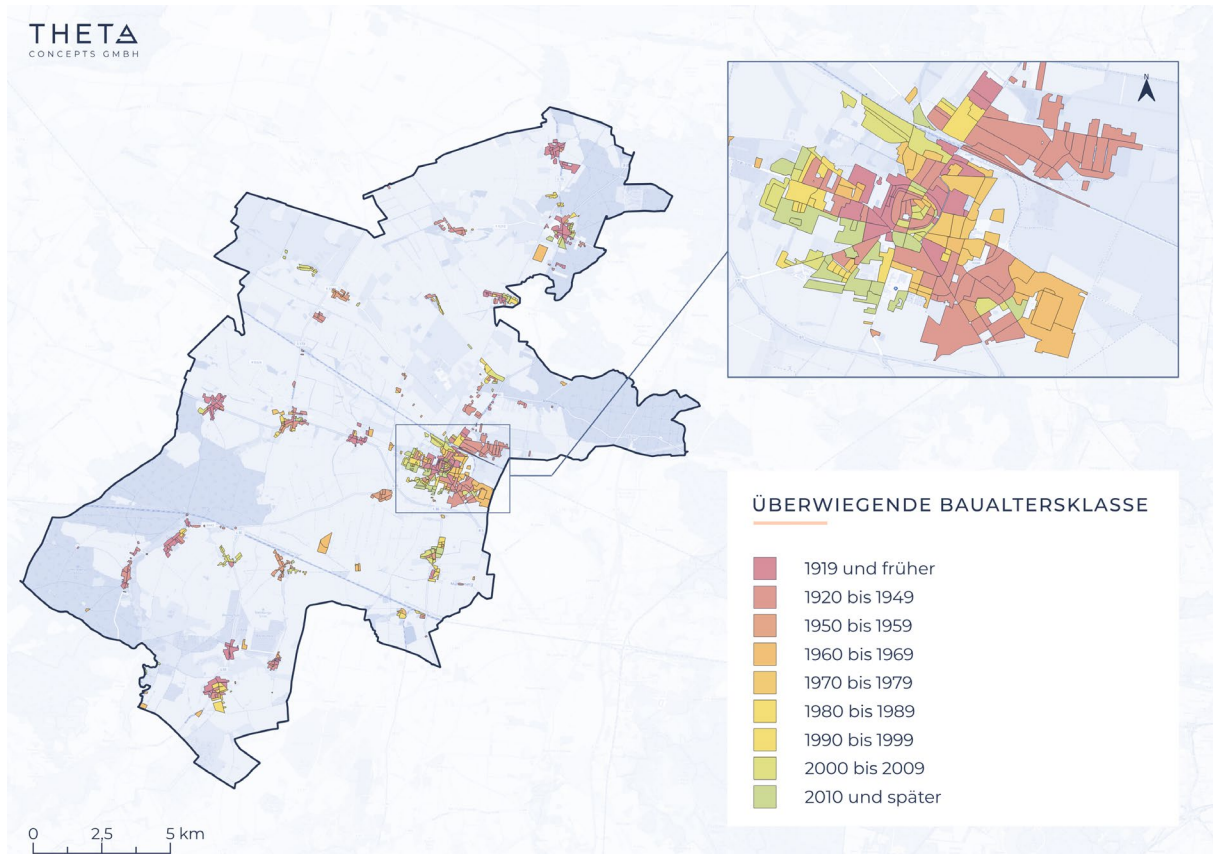 THETA
CONCEPTS GMBH
N
ÜBERWIEGENDE BAUALTERSKLASSE
1919 und früher
1920 bis 1949
1950 bis 1959
1960 bis 1969
1970 bis 1979
1980 bis 1989
1990 bis 1999
2000 bis 2009
2010 und später
0 2,5 5 km